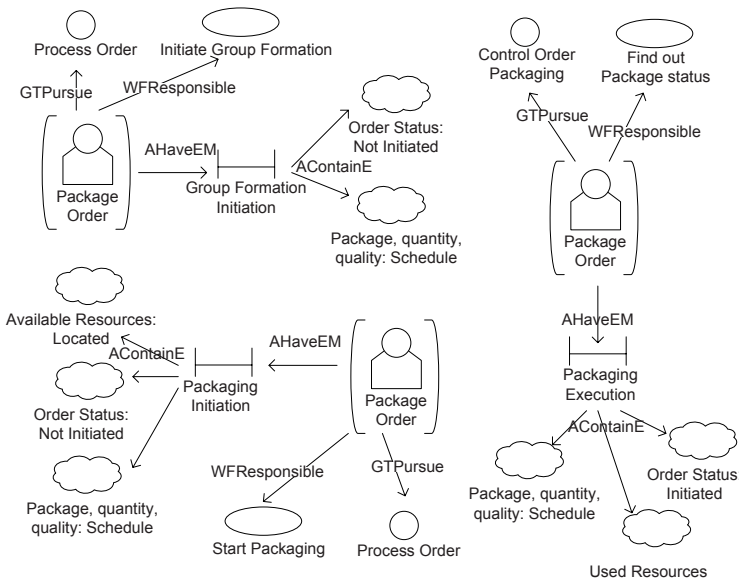 Process Order
Initiate Group Formation
GTPursue
WFResponsible
Order Status:
Not Initiated
AHaveEM
AContainE
Package
Order
Group Formation
Initiation
Package, quantity,
quality: Schedule
Control Order
Packaging
Find out
Package status
GTPursue
WFResponsible
Package
Order
AHaveEM
Packaging
Execution
AContainE
Package, quantity,
quality: Schedule
Order Status
Initiated
Used Resources
Available Resources:
Located
AContainE
AHaveEM
Packaging
Initiation
Package
Order
Order Status:
Not Initiated
Package, quantity,
quality: Schedule
WFResponsible
GTPursue
Start Packaging
Process Order